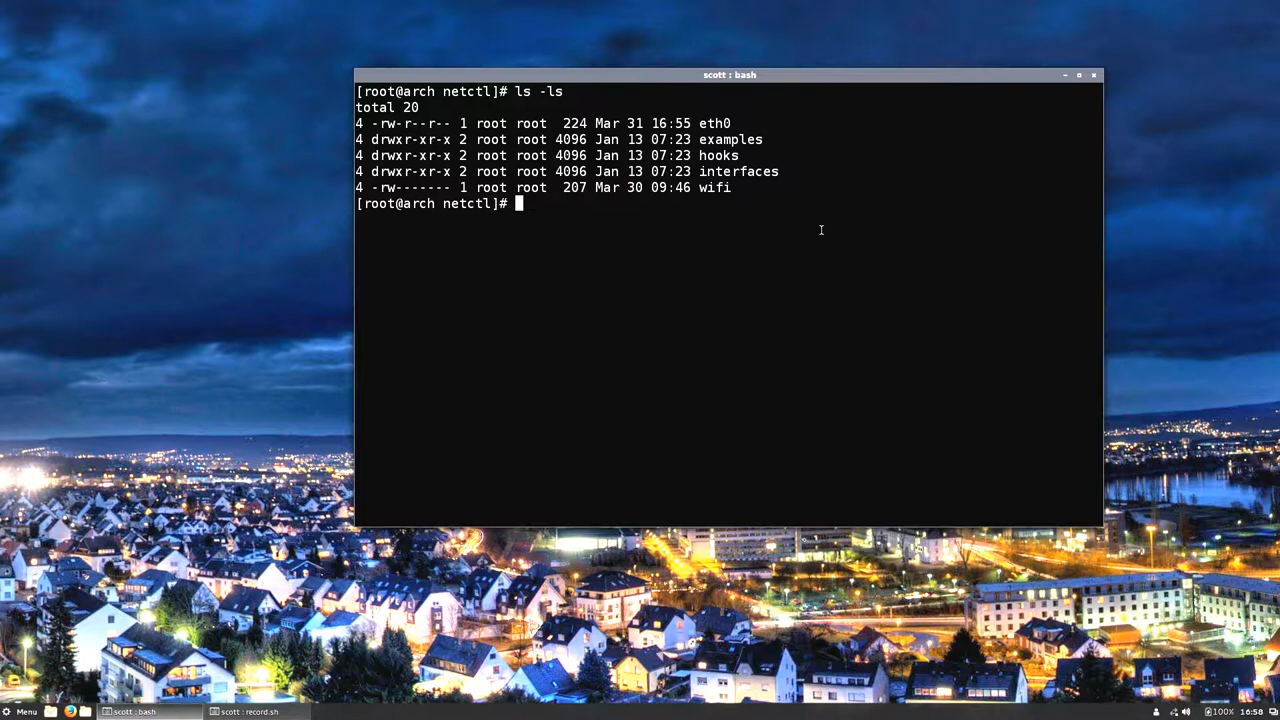 scott : bash
[root@arch netctl]# ls -ls
total 20
4 -rw-r--r-- 1 root root  224 Mar 31 16:55 eth0
4 drwxr-xr-x 2 root root 4096 Jan 13 07:23 examples
4 drwxr-xr-x 2 root root 4096 Jan 13 07:23 hooks
4 drwxr-xr-x 2 root root 4096 Jan 13 07:23 interfaces
4 -rw------- 1 root root  207 Mar 30 09:46 wifi
[root@arch netctl]#
Menu scott : bash scott : record.sh 100% 16:58